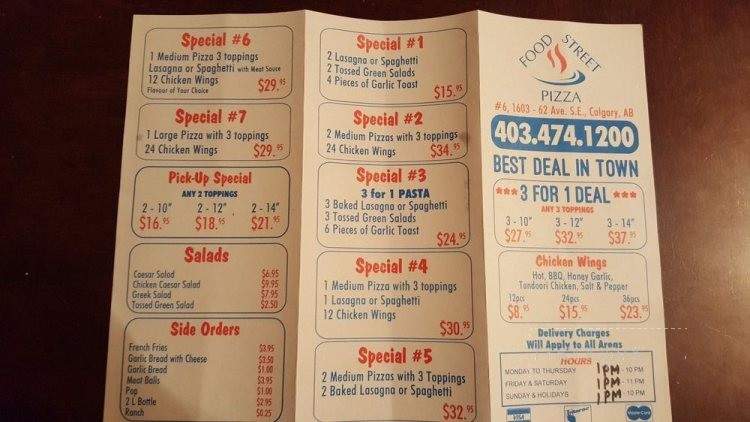 Special #6
1 Medium Pizza 3 toppings
Lasagna or Spaghetti with Meat Sauce
12 Chicken Wings
Flavour of Your Choice
$29.95
Special #7
1 Large Pizza with 3 toppings
24 Chicken Wings $29.95
Pick-Up Special
ANY 2 TOPPINGS
2 - 10" 2 - 12" 2 - 14"
$16.95 $18.95 $21.95
Salads
Caesar Salad $6.95
Chicken Caesar Salad $9.95
Greek Salad $7.95
Tossed Green Salad $2.50
Side Orders
French Fries $3.95
Garlic Bread with Cheese $3.50
Garlic Bread $1.00
Meat Balls $3.95
Pop $1.00
2 L Bottle $2.95
Ranch $0.25
Special #1
2 Lasagna or Spaghetti
2 Tossed Green Salads
4 Pieces of Garlic Toast
$15.95
Special #2
2 Medium Pizzas with 3 toppings
24 Chicken Wings $34.95
Special #3
3 for 1 PASTA
3 Baked Lasagna or Spaghetti
3 Tossed Green Salads
6 Pieces of Garlic Toast
$24.95
Special #4
1 Medium Pizza with 3 toppings
1 Lasagna or Spaghetti
12 Chicken Wings
$30.95
Special #5
2 Medium Pizzas with 3 Toppings
2 Baked Lasagna or Spaghetti
$32.95
FOOD STREET
PIZZA
#6, 1603 - 62 Ave. S.E., Calgary, AB
403.474.1200
BEST DEAL IN TOWN
*** 3 FOR 1 DEAL ***
ANY 3 TOPPINGS
3 - 10" 3 - 12" 3 - 14"
$27.95 $32.95 $37.95
Chicken Wings
Hot, BBQ, Honey Garlic,
Tandoori Chicken, Salt & Pepper
12pcs 24pcs 36pcs
$8.95 $15.95 $23.95
Delivery Charges
Will Apply to All Areas
HOURS
MONDAY TO THURSDAY 1PM - 10 PM
FRIDAY & SATURDAY 1PM - 11 PM
SUNDAY & HOLIDAYS 1PM - 10 PM
VISA